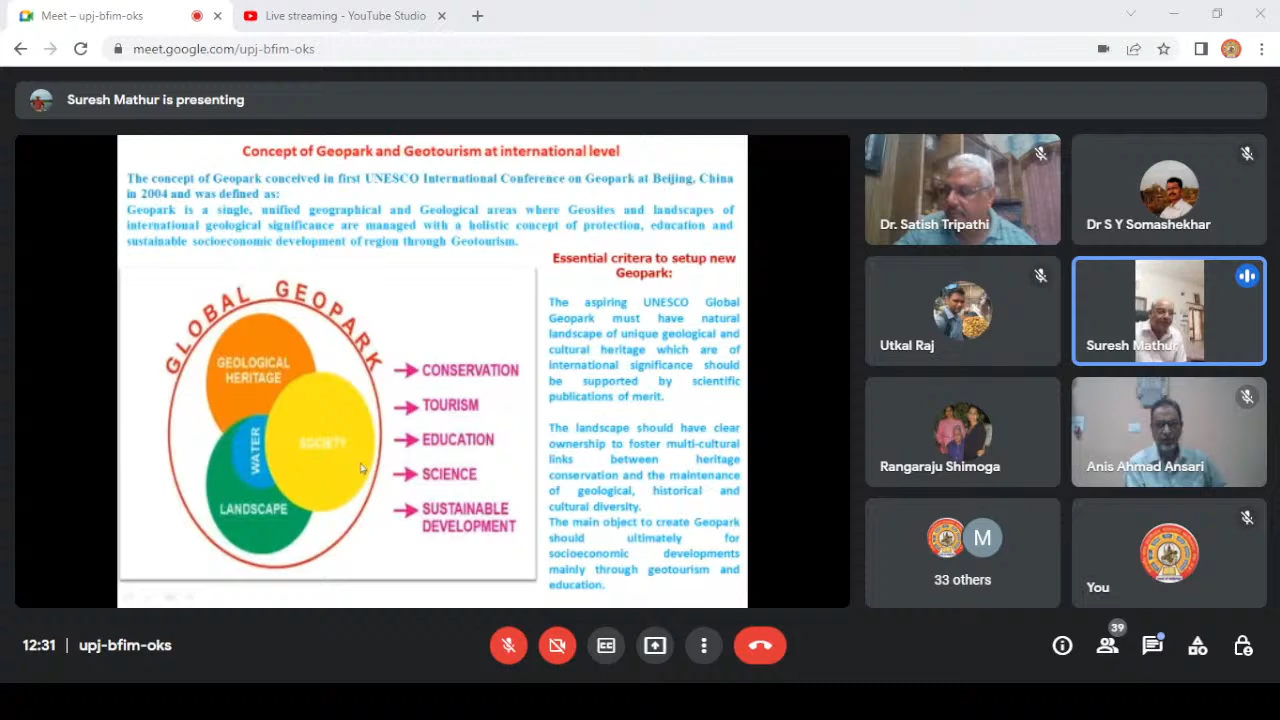 Meet – upj-bfim-oks
Live streaming - YouTube Studio
meet.google.com/upj-bfim-oks
Suresh Mathur is presenting
Concept of Geopark and Geotourism at international level
The concept of Geopark conceived in first UNESCO International Conference on Geopark at Beijing, China
in 2004 and was defined as:
Geopark is a single, unified geographical and Geological areas where Geosites and landscapes of
international geological significance are managed with a holistic concept of protection, education and
sustainable socioeconomic development of region through Geotourism.
GLOBAL GEOPARK
GEOLOGICAL
HERITAGE
WATER
SOCIETY
LANDSCAPE
CONSERVATION
TOURISM
EDUCATION
SCIENCE
SUSTAINABLE
DEVELOPMENT
Essential critera to setup new
Geopark:
The aspiring UNESCO Global
Geopark must have natural
landscape of unique geological and
cultural heritage which are of
international significance should
be supported by scientific
publications of merit.
The landscape should have clear
ownership to foster multi-cultural
links between heritage
conservation and the maintenance
of geological, historical and
cultural diversity.
The main object to create Geopark
should ultimately for
socioeconomic developments
mainly through geotourism and
education.
Dr. Satish Tripathi
Dr S Y Somashekhar
Utkal Raj
Suresh Mathur
Rangaraju Shimoga
Anis Ahmad Ansari
M
33 others
You
12:31 | upj-bfim-oks
CC
39